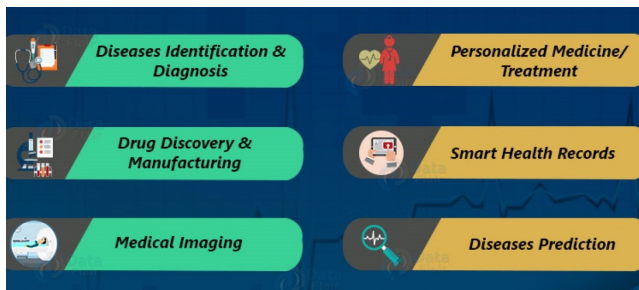 Diseases Identification &
Diagnosis
Personalized Medicine/
Treatment
Drug Discovery &
Manufacturing
Smart Health Records
Medical Imaging
Diseases Prediction